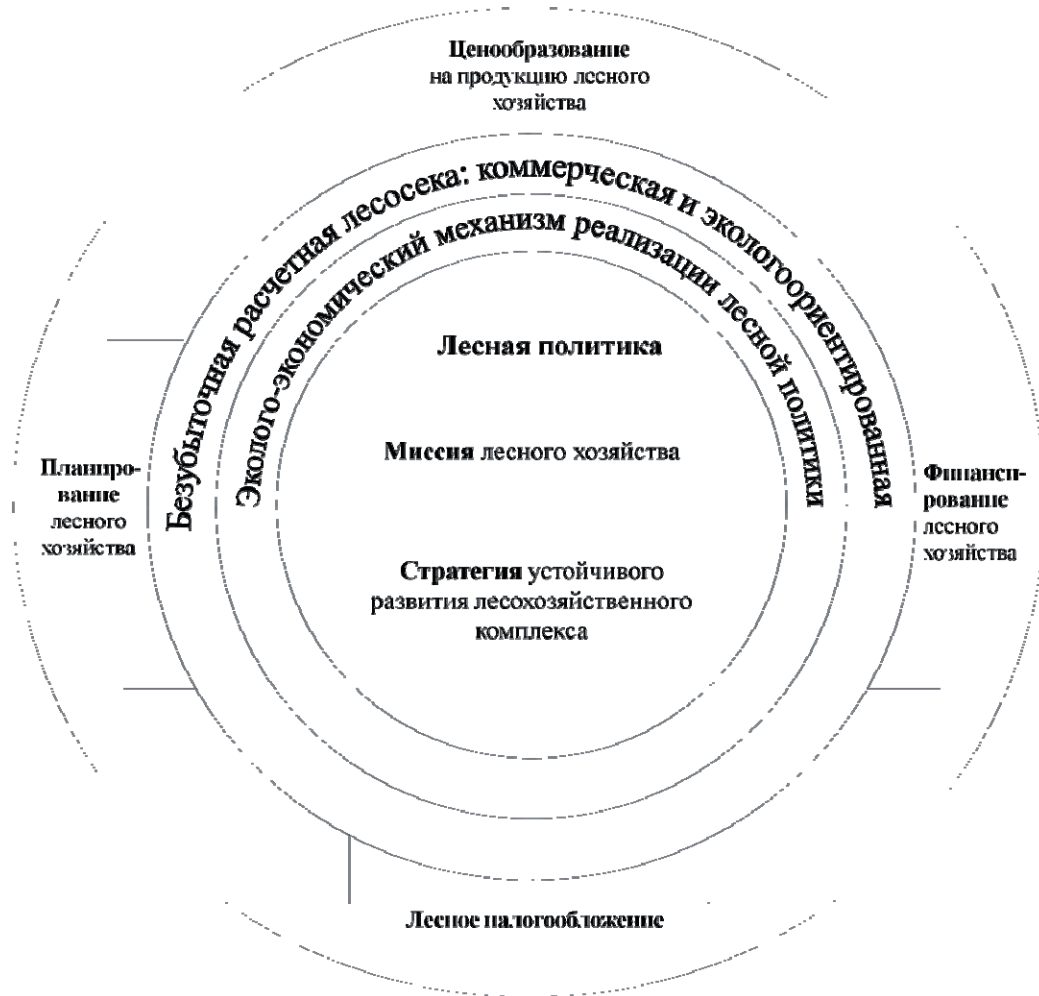 Ценообразование
на продукцию лесного
хозяйства
Безубыточная расчетная лесосека: коммерческая и экологоориентированная
Эколого-экономический механизм реализации лесной политики
Лесная политика
Миссия лесного хозяйства
Стратегия устойчивого
развития лесохозяйственного
комплекса
Планиро-
вание
лесного
хозяйства
Финанси-
рование
лесного
хозяйства
Лесное налогообложение